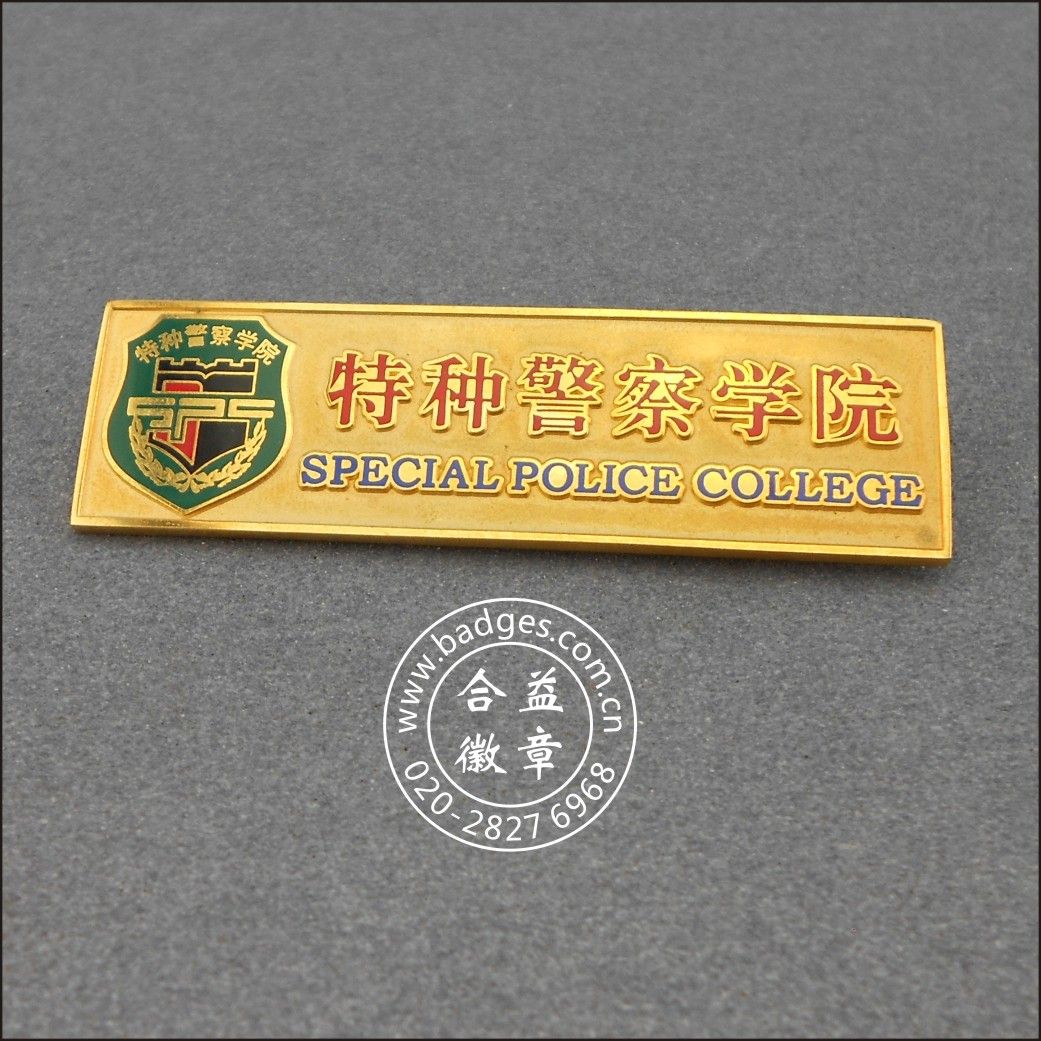 特种警察学院
特种警察学院
SPECIAL POLICE COLLEGE
www.badges.com.cn
合益
徽章
020-2827 6968